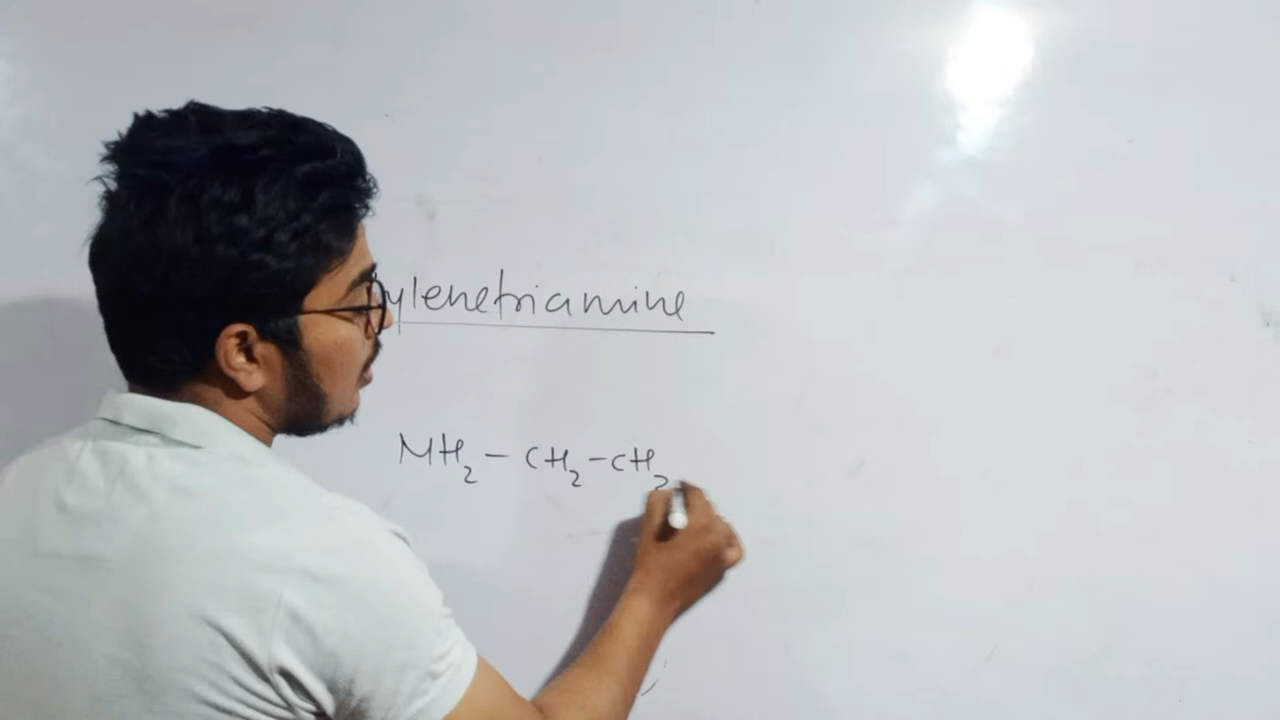 ylenetriamine
NH₂ – CH₂ – CH₂